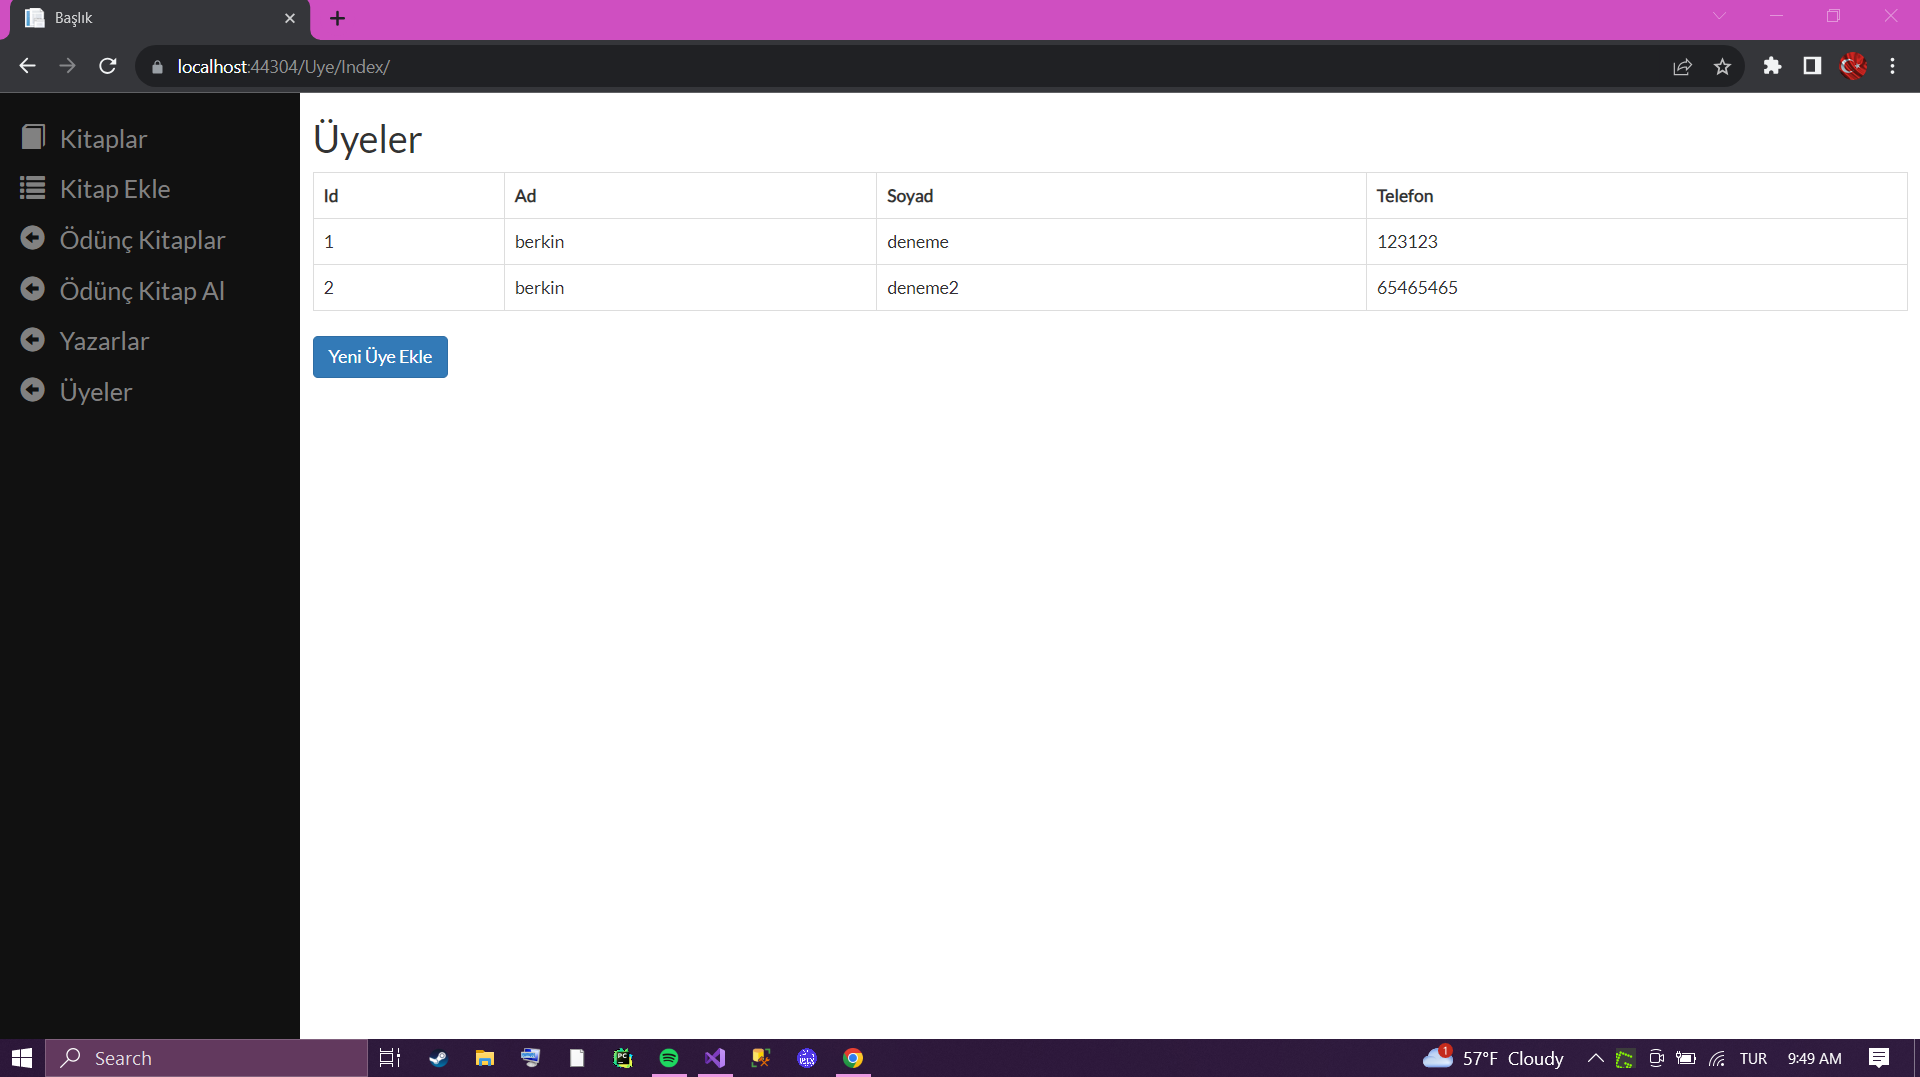 Başlık
localhost:44304/Uye/Index/
Kitaplar
Kitap Ekle
Ödünç Kitaplar
Ödünç Kitap Al
Yazarlar
Üyeler
Üyeler
Id Ad Soyad Telefon
1 berkin deneme 123123
2 berkin deneme2 65465465
Yeni Üye Ekle
Search
PC
IPTV
1
57°F Cloudy
TUR
9:49 AM